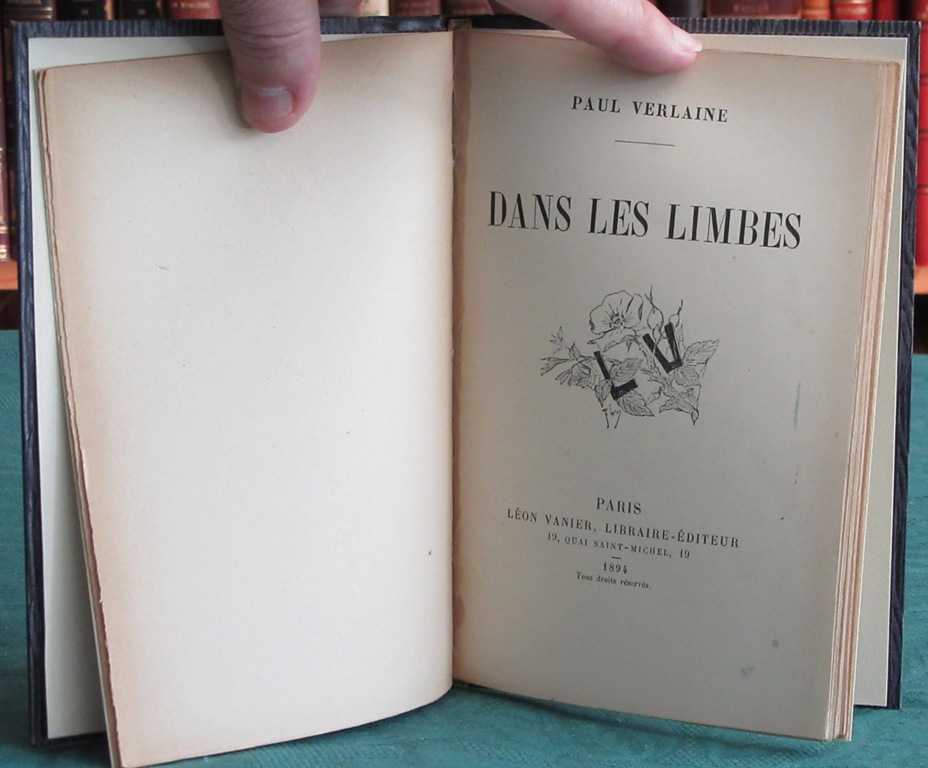 PAUL VERLAINE
DANS LES LIMBES
L V
PARIS
LÉON VANIER, LIBRAIRE-ÉDITEUR
19, QUAI SAINT-MICHEL, 19
1894
Tous droits réservés.